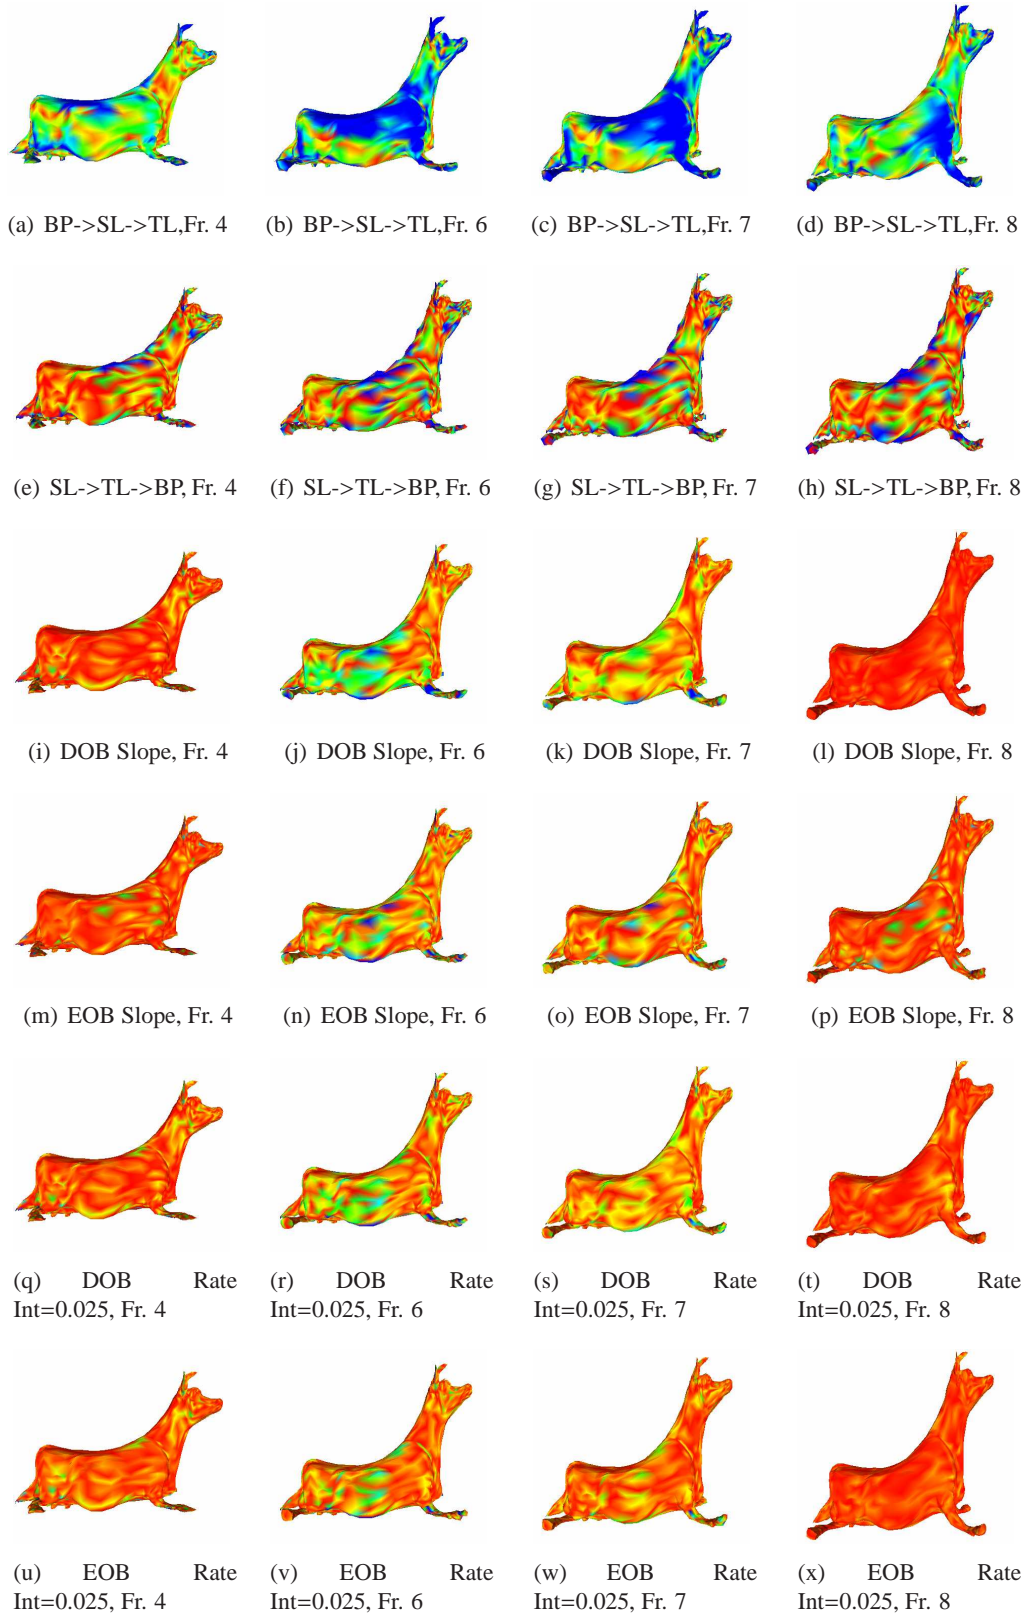 (a) BP->SL->TL,Fr. 4
(b) BP->SL->TL,Fr. 6
(c) BP->SL->TL,Fr. 7
(d) BP->SL->TL,Fr. 8
(e) SL->TL->BP, Fr. 4
(f) SL->TL->BP, Fr. 6
(g) SL->TL->BP, Fr. 7
(h) SL->TL->BP, Fr. 8
(i) DOB Slope, Fr. 4
(j) DOB Slope, Fr. 6
(k) DOB Slope, Fr. 7
(l) DOB Slope, Fr. 8
(m) EOB Slope, Fr. 4
(n) EOB Slope, Fr. 6
(o) EOB Slope, Fr. 7
(p) EOB Slope, Fr. 8
(q) DOB Rate
Int=0.025, Fr. 4
(r) DOB Rate
Int=0.025, Fr. 6
(s) DOB Rate
Int=0.025, Fr. 7
(t) DOB Rate
Int=0.025, Fr. 8
(u) EOB Rate
Int=0.025, Fr. 4
(v) EOB Rate
Int=0.025, Fr. 6
(w) EOB Rate
Int=0.025, Fr. 7
(x) EOB Rate
Int=0.025, Fr. 8